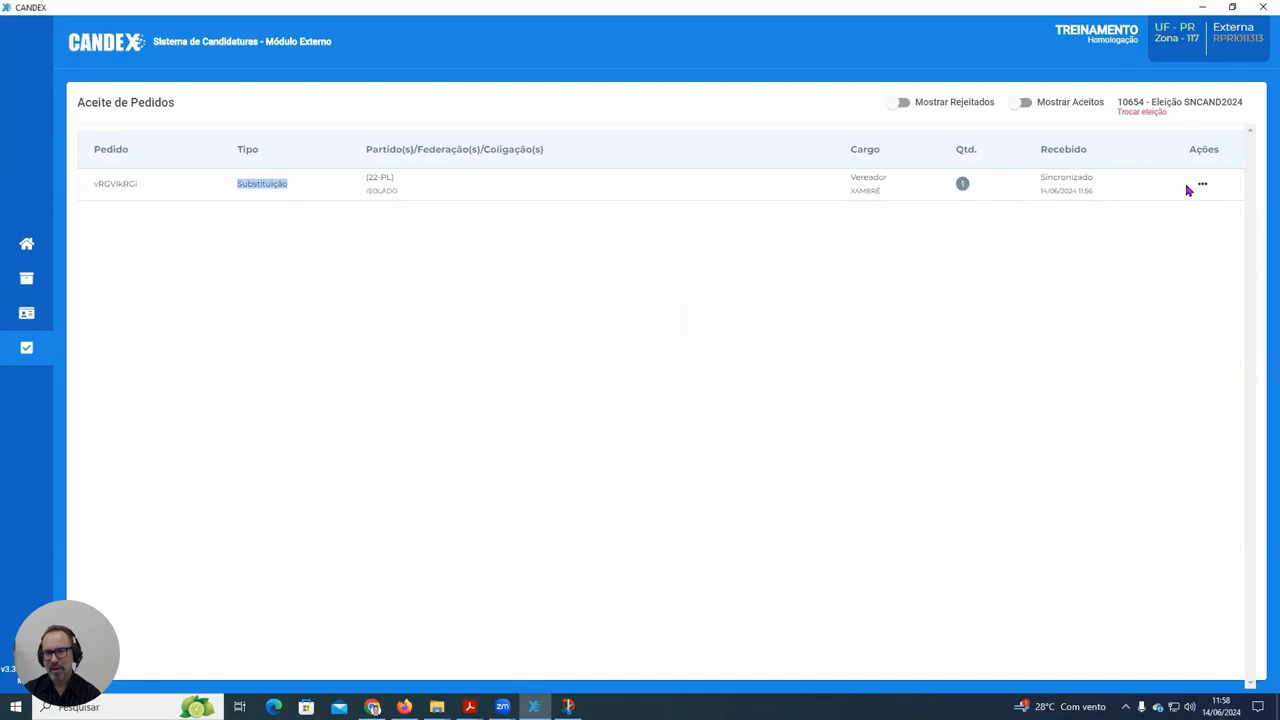 CANDEX
CANDEX
Sistema de Candidaturas - Módulo Externo
TREINAMENTO
Homologação
UF - PR
Zona - 117
Externa
RPR1011313
Aceite de Pedidos
Mostrar Rejeitados
Mostrar Aceitos
10654 - Eleição SNCAND2024
Trocar eleição
Pedido
Tipo
Partido(s)/Federação(s)/Coligação(s)
Cargo
Qtd.
Recebido
Ações
vRGVlkRGi
Substituição
(22-PL)
ISOLADO
Vereador
XAMBRÊ
1
Sincronizado
14/06/2024 11:56
v3.3
Pesquisar
28°C Com vento
11:58
14/06/2024